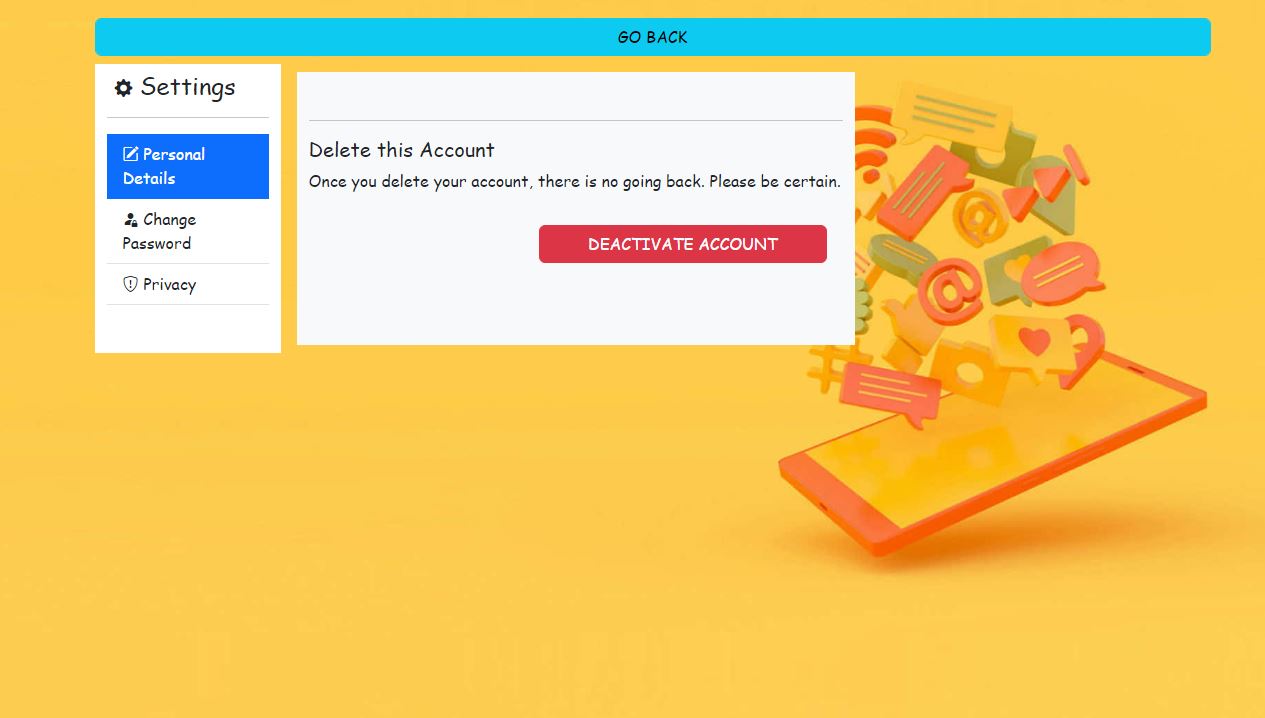 GO BACK
Settings
Personal
Details
Change
Password
Privacy
Delete this Account
Once you delete your account, there is no going back. Please be certain.
DEACTIVATE ACCOUNT